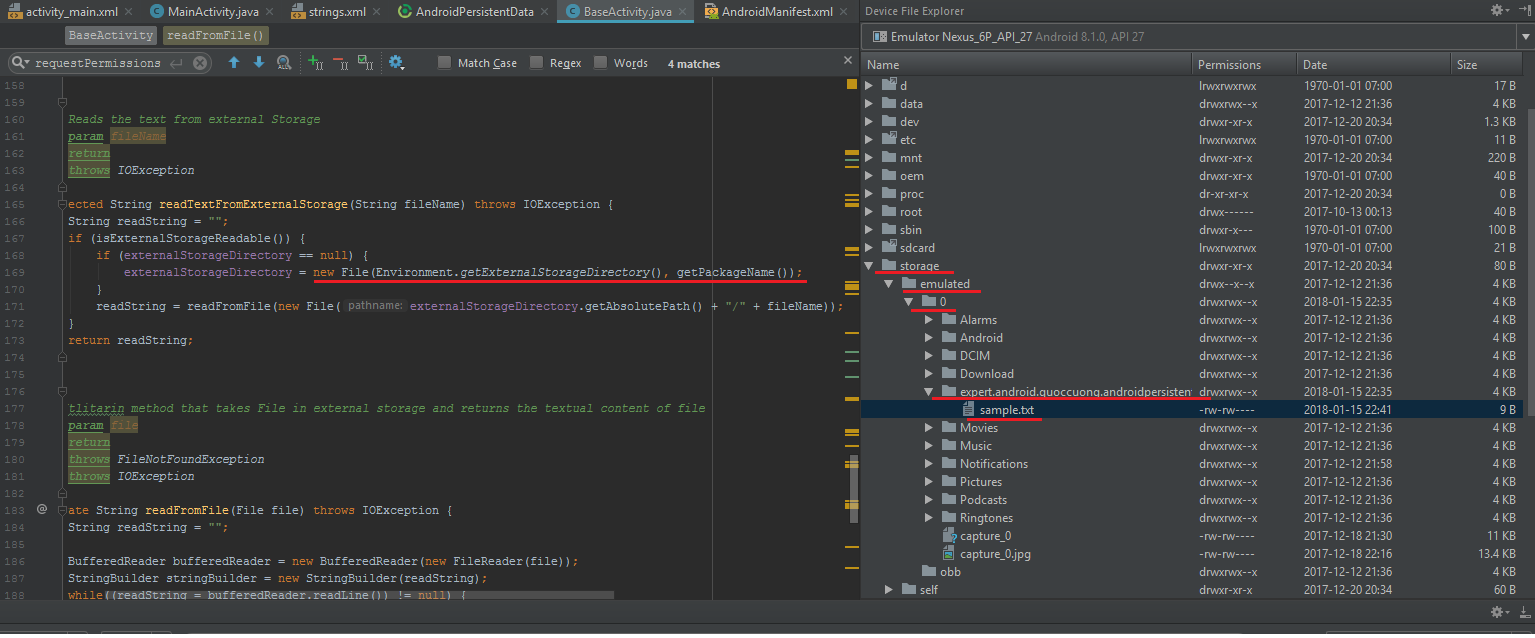 activity_main.xml MainActivity.java strings.xml AndroidPersistentData BaseActivity.java AndroidManifest.xml
BaseActivity readFromFile()
requestPermissions Match Case Regex Words 4 matches
158
159
160 Reads the text from external Storage
161 param fileName
162 return
163 throws IOException
164
165 ected String readTextFromExternalStorage(String fileName) throws IOException {
166 String readString = "";
167 if (isExternalStorageReadable()) {
168 if (externalStorageDirectory == null) {
169 externalStorageDirectory = new File(Environment.getExternalStorageDirectory(), getPackageName());
170 }
171 readString = readFromFile(new File( pathname: externalStorageDirectory.getAbsolutePath() + "/" + fileName));
172 }
173 return readString;
174
175
176
177 tlitarin method that takes File in external storage and returns the textual content of file
178 param file
179 return
180 throws FileNotFoundException
181 throws IOException
182
183 @ ate String readFromFile(File file) throws IOException {
184 String readString = "";
185
186 BufferedReader bufferedReader = new BufferedReader(new FileReader(file));
187 StringBuilder stringBuilder = new StringBuilder(readString);
188 while((readString = bufferedReader.readLine()) != null) {
Device File Explorer
Emulator Nexus_6P_API_27 Android 8.1.0, API 27
Name Permissions Date Size
d lrwxrwxrwx 1970-01-01 07:00 17 B
data drwxrwx--x 2017-12-12 21:36 4 KB
dev drwxr-xr-x 2017-12-20 20:34 1.3 KB
etc lrwxrwxrwx 1970-01-01 07:00 11 B
mnt drwxr-xr-x 2017-12-20 20:34 220 B
oem drwxr-xr-x 1970-01-01 07:00 40 B
proc dr-xr-xr-x 2017-12-20 20:34 0 B
root drwx------ 2017-10-13 00:13 40 B
sbin drwxr-x--- 1970-01-01 07:00 100 B
sdcard lrwxrwxrwx 1970-01-01 07:00 21 B
storage drwxr-xr-x 2017-12-20 20:34 80 B
emulated drwx--x--x 2017-12-12 21:36 4 KB
0 drwxrwx--x 2018-01-15 22:35 4 KB
Alarms drwxrwx--x 2017-12-12 21:36 4 KB
Android drwxrwx--x 2017-12-12 21:36 4 KB
DCIM drwxrwx--x 2017-12-12 21:36 4 KB
Download drwxrwx--x 2017-12-12 21:36 4 KB
expert.android.quoccuong.androidpersisten drwxrwx--x 2018-01-15 22:35 4 KB
sample.txt -rw-rw---- 2018-01-15 22:41 9 B
Movies drwxrwx--x 2017-12-12 21:36 4 KB
Music drwxrwx--x 2017-12-12 21:36 4 KB
Notifications drwxrwx--x 2017-12-12 21:58 4 KB
Pictures drwxrwx--x 2017-12-12 21:36 4 KB
Podcasts drwxrwx--x 2017-12-12 21:36 4 KB
Ringtones drwxrwx--x 2017-12-12 21:36 4 KB
capture_0 -rw-rw---- 2017-12-18 21:30 11 KB
capture_0.jpg -rw-rw---- 2017-12-18 22:16 13.4 KB
obb drwxrwx--x 2017-12-12 21:36 4 KB
self drwxr-xr-x 2017-12-20 20:34 60 B